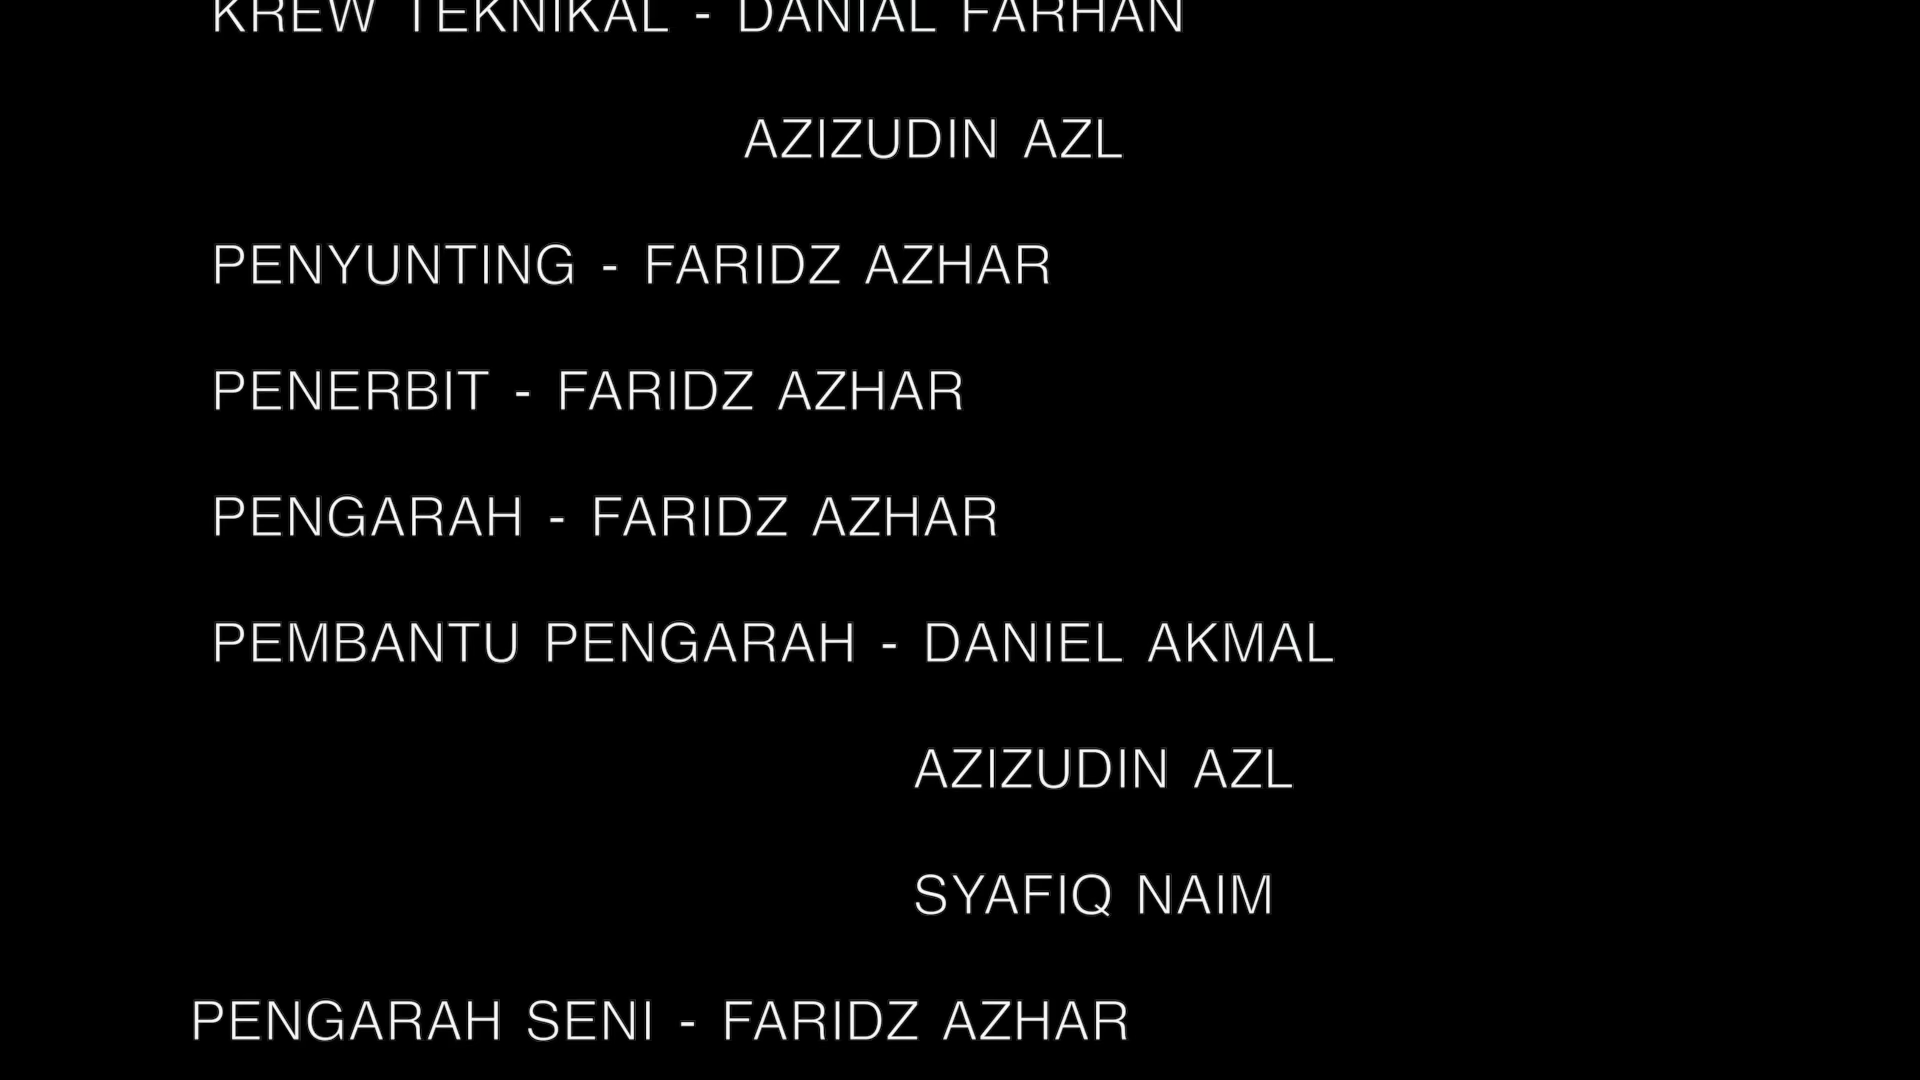 KREW TEKNIKAL - DANIAL FARHAN
AZIZUDIN AZL
PENYUNTING - FARIDZ AZHAR
PENERBIT - FARIDZ AZHAR
PENGARAH - FARIDZ AZHAR
PEMBANTU PENGARAH - DANIEL AKMAL
AZIZUDIN AZL
SYAFIQ NAIM
PENGARAH SENI - FARIDZ AZHAR